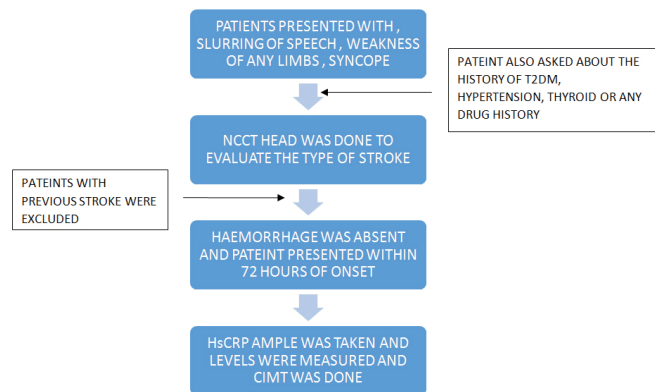 PATIENTS PRESENTED WITH ,
SLURRING OF SPEECH , WEAKNESS
OF ANY LIMBS , SYNCOPE
PATEINT ALSO ASKED ABOUT THE
HISTORY OF T2DM,
HYPERTENSION, THYROID OR ANY
DRUG HISTORY
NCCT HEAD WAS DONE TO
EVALUATE THE TYPE OF STROKE
PATEINTS WITH
PREVIOUS STROKE WERE
EXCLUDED
HAEMORRHAGE WAS ABSENT
AND PATEINT PRESENTED WITHIN
72 HOURS OF ONSET
HsCRP AMPLE WAS TAKEN AND
LEVELS WERE MEASURED AND
CIMT WAS DONE